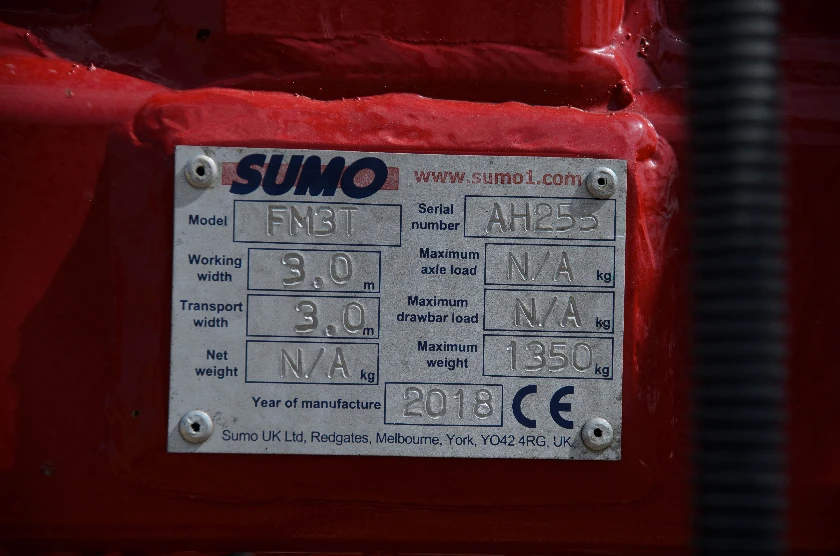 SUMO www.sumo1.com
Model FM3T Serial number AH253
Working width 3.0 m Maximum axle load N/A kg
Transport width 3.0 m Maximum drawbar load N/A kg
Net weight N/A kg Maximum weight 1350 kg
Year of manufacture 2018 CE
Sumo UK Ltd, Redgates, Melbourne, York, YO42 4RG, UK